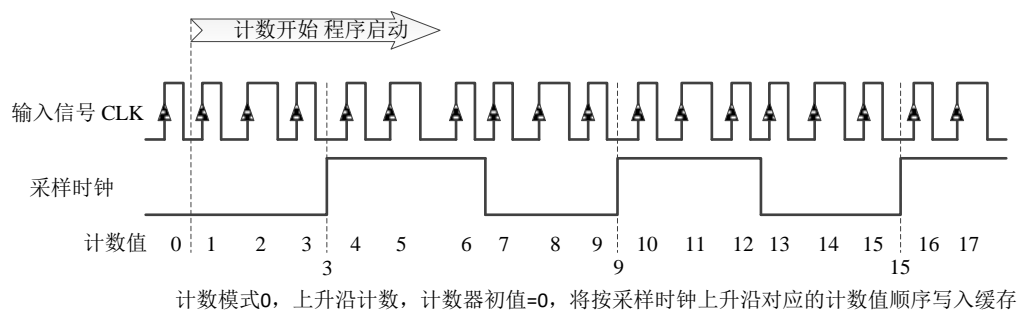 计数开始 程序启动
输入信号 CLK
采样时钟
计数值 0 1 2 3 4 5 6 7 8 9 10 11 12 13 14 15 16 17
3 9 15
计数模式0，上升沿计数，计数器初值=0，将按采样时钟上升沿对应的计数值顺序写入缓存